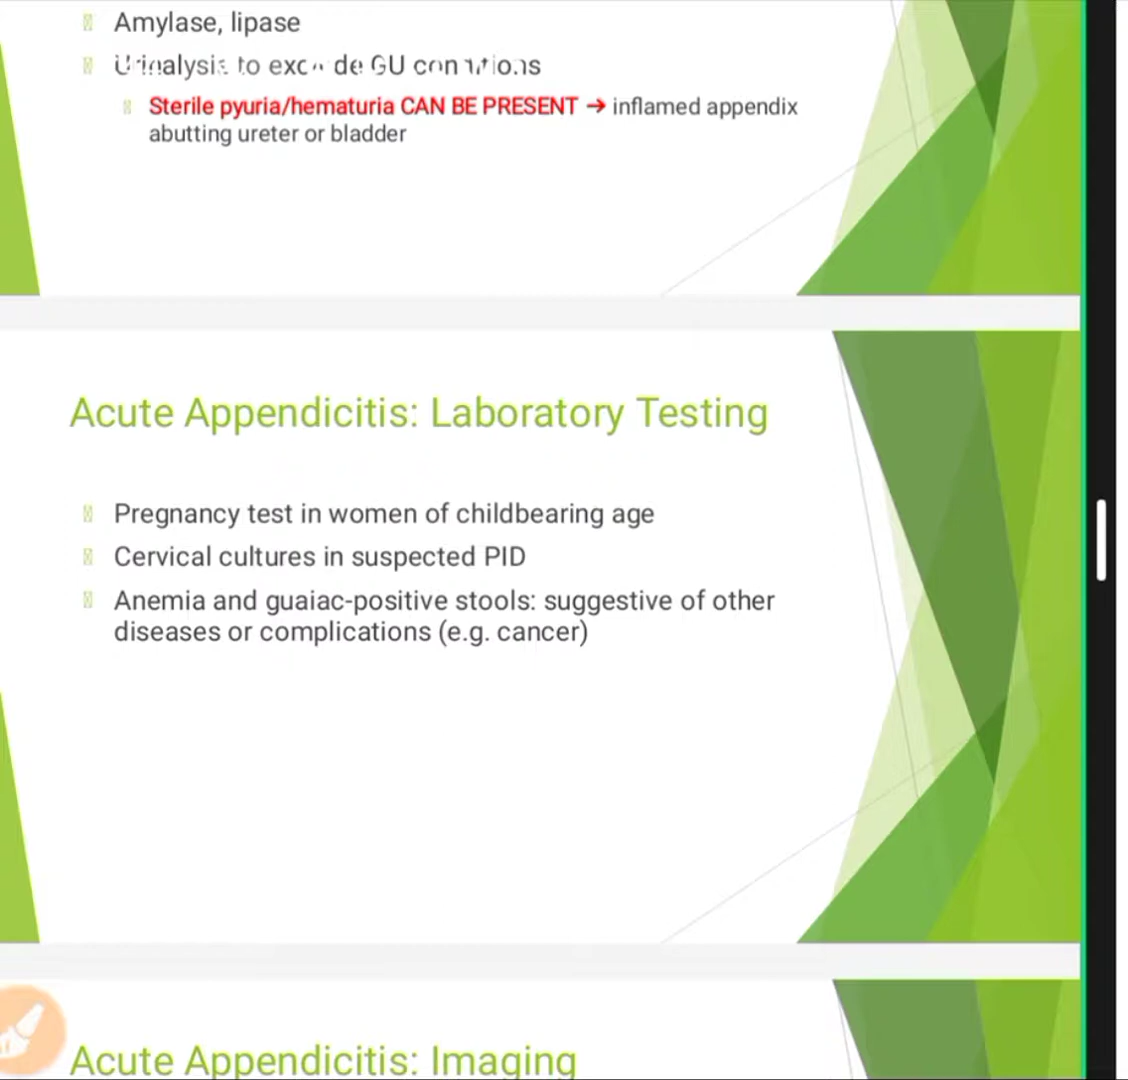 Amylase, lipase
Urinalysis to exclude GU conditions
Sterile pyuria/hematuria CAN BE PRESENT → inflamed appendix
abutting ureter or bladder
Acute Appendicitis: Laboratory Testing
Pregnancy test in women of childbearing age
Cervical cultures in suspected PID
Anemia and guaiac-positive stools: suggestive of other
diseases or complications (e.g. cancer)
Acute Appendicitis: Imaging